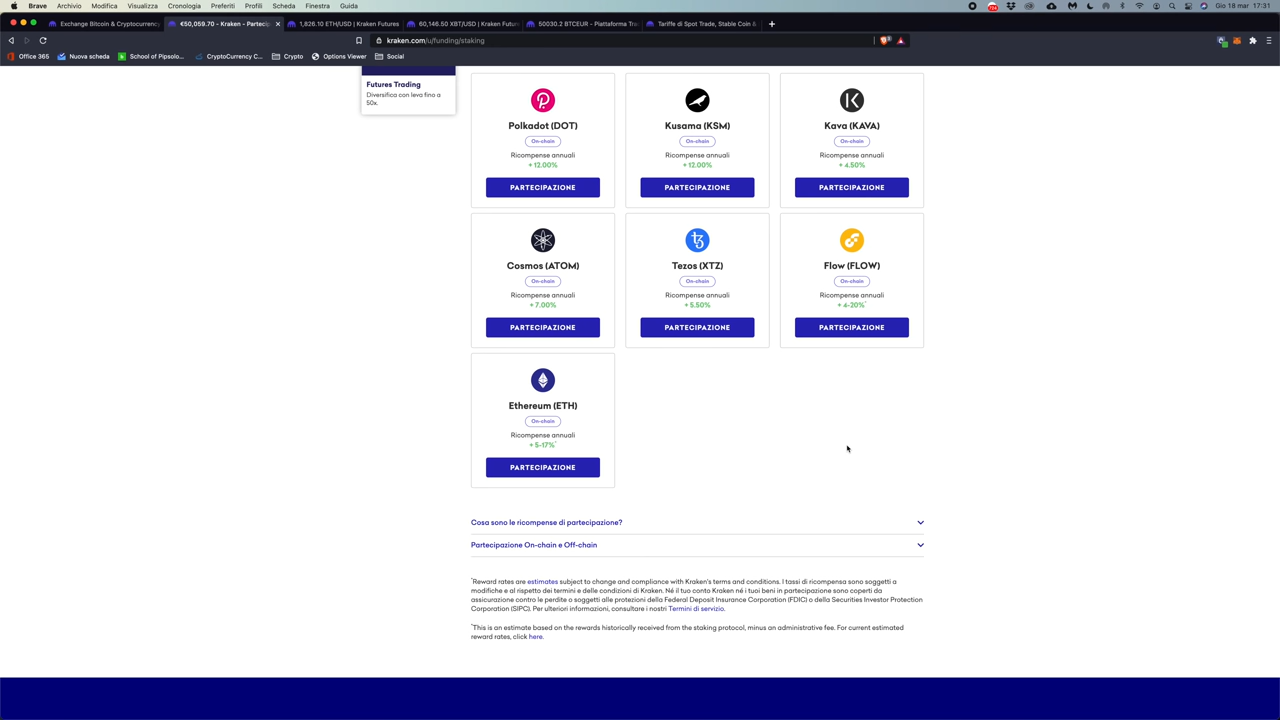 Brave Archivio Modifica Visualizza Cronologia Preferiti Profili Scheda Finestra Guida Gio 18 mar 17:31
Exchange Bitcoin & Cryptocurrency €50,059.70 - Kraken - Partecip 1,826.10 ETH/USD | Kraken Futures 60,146.50 XBT/USD | Kraken Futur 50030.2 BTCEUR - Piattaforma Tra Tariffe di Spot Trade, Stable Coin &
kraken.com/u/funding/staking
Office 365 Nuova scheda School of Pipsolo... CryptoCurrency C... Crypto Options Viewer Social
Futures Trading
Diversifica con leva fino a
50x.
Polkadot (DOT) Kusama (KSM) Kava (KAVA)
On-chain On-chain On-chain
Ricompense annuali Ricompense annuali Ricompense annuali
+ 12.00% + 12.00% + 4.50%
PARTECIPAZIONE PARTECIPAZIONE PARTECIPAZIONE
Cosmos (ATOM) Tezos (XTZ) Flow (FLOW)
On-chain On-chain On-chain
Ricompense annuali Ricompense annuali Ricompense annuali
+ 7.00% + 5.50% + 4-20%*
PARTECIPAZIONE PARTECIPAZIONE PARTECIPAZIONE
Ethereum (ETH)
On-chain
Ricompense annuali
+ 5-17%*
PARTECIPAZIONE
Cosa sono le ricompense di partecipazione?
Partecipazione On-chain e Off-chain
*Reward rates are estimates subject to change and compliance with Kraken's terms and conditions. I tassi di ricompensa sono soggetti a
modifiche e al rispetto dei termini e delle condizioni di Kraken. Né il tuo conto Kraken né i tuoi beni in partecipazione sono coperti da
assicurazione contro le perdite o soggetti alle protezioni della Federal Deposit Insurance Corporation (FDIC) o della Securities Investor Protection
Corporation (SIPC). Per ulteriori informazioni, consultare i nostri Termini di servizio.
*This is an estimate based on the rewards historically received from the staking protocol, minus an administrative fee. For current estimated
reward rates, click here.